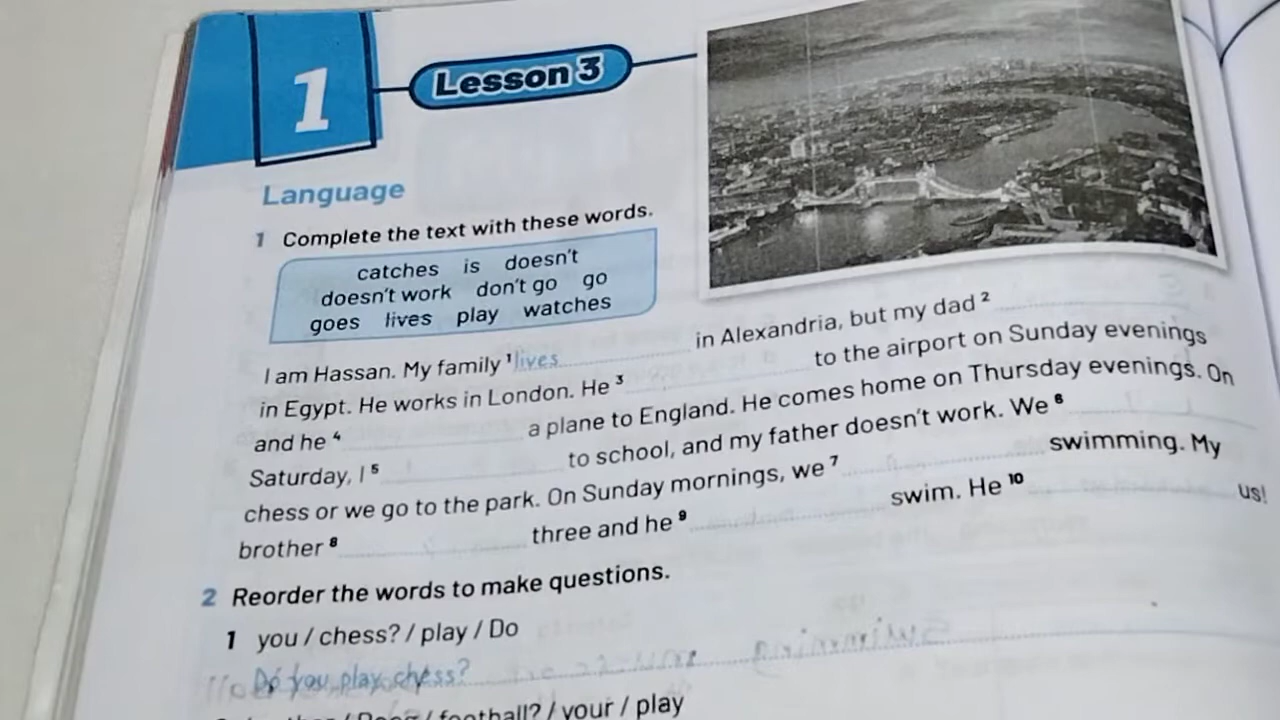 1
Lesson 3
Language
1 Complete the text with these words.
catches is doesn't
doesn't work don't go go
goes lives play watches
I am Hassan. My family 1 lives in Alexandria, but my dad 2
in Egypt. He works in London. He 3 to the airport on Sunday evenings
and he 4 a plane to England. He comes home on Thursday evenings. On
Saturday, I 5 to school, and my father doesn't work. We 6
chess or we go to the park. On Sunday mornings, we 7 swimming. My
brother 8 three and he 9 swim. He 10 us!
2 Reorder the words to make questions.
1 you / chess? / play / Do
Do you play chess?
/ football? / your / play